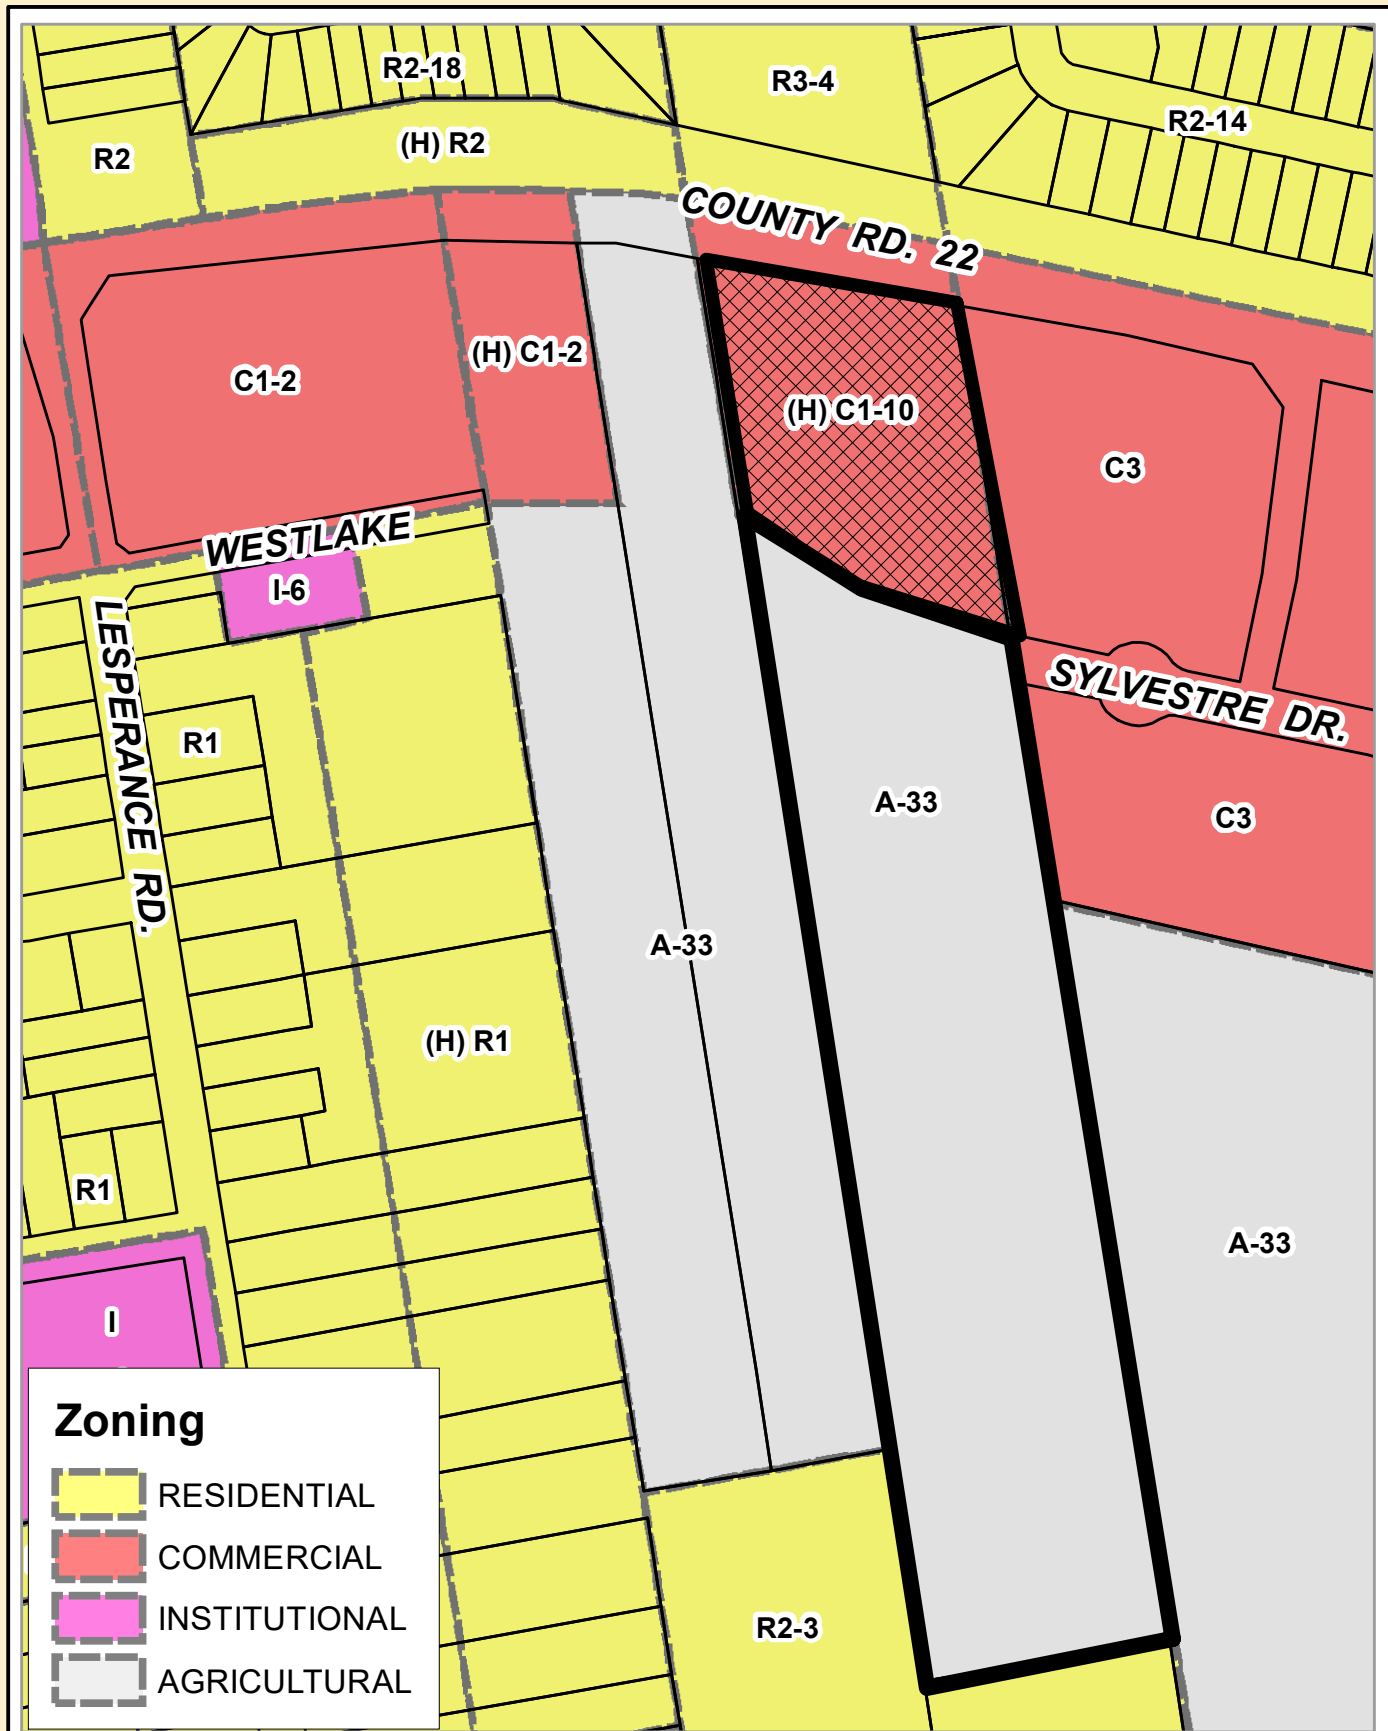 R2-18
R3-4
R2-14
R2
(H) R2
COUNTY RD. 22
C1-2
(H) C1-2
(H) C1-10
C3
WESTLAKE
I-6
LESPERANCE RD.
SYLVESTRE DR.
R1
A-33
C3
A-33
(H) R1
R1
A-33
I
R2-3
Zoning
RESIDENTIAL
COMMERCIAL
INSTITUTIONAL
AGRICULTURAL